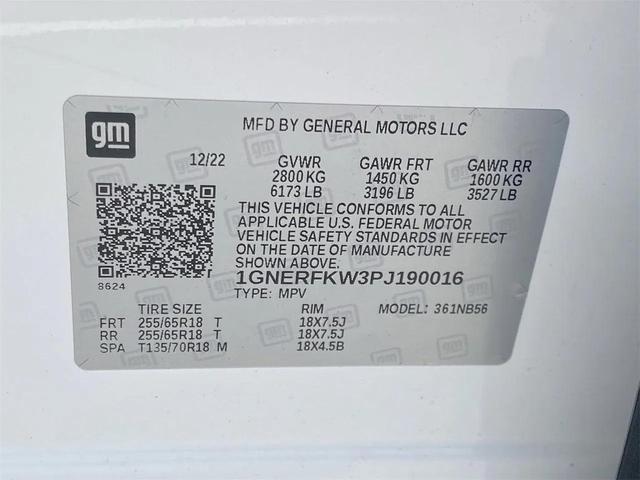 gm
MFD BY GENERAL MOTORS LLC
12/22 GVWR GAWR FRT GAWR RR
2800 KG 1450 KG 1600 KG
6173 LB 3196 LB 3527 LB
THIS VEHICLE CONFORMS TO ALL
APPLICABLE U.S. FEDERAL MOTOR
VEHICLE SAFETY STANDARDS IN EFFECT
ON THE DATE OF MANUFACTURE SHOWN ABOVE.
8624 1GNERFKW3PJ190016
TYPE: MPV
TIRE SIZE RIM MODEL: 361NB56
FRT 255/65R18 T 18X7.5J
RR 255/65R18 T 18X7.5J
SPA T135/70R18 M 18X4.5B